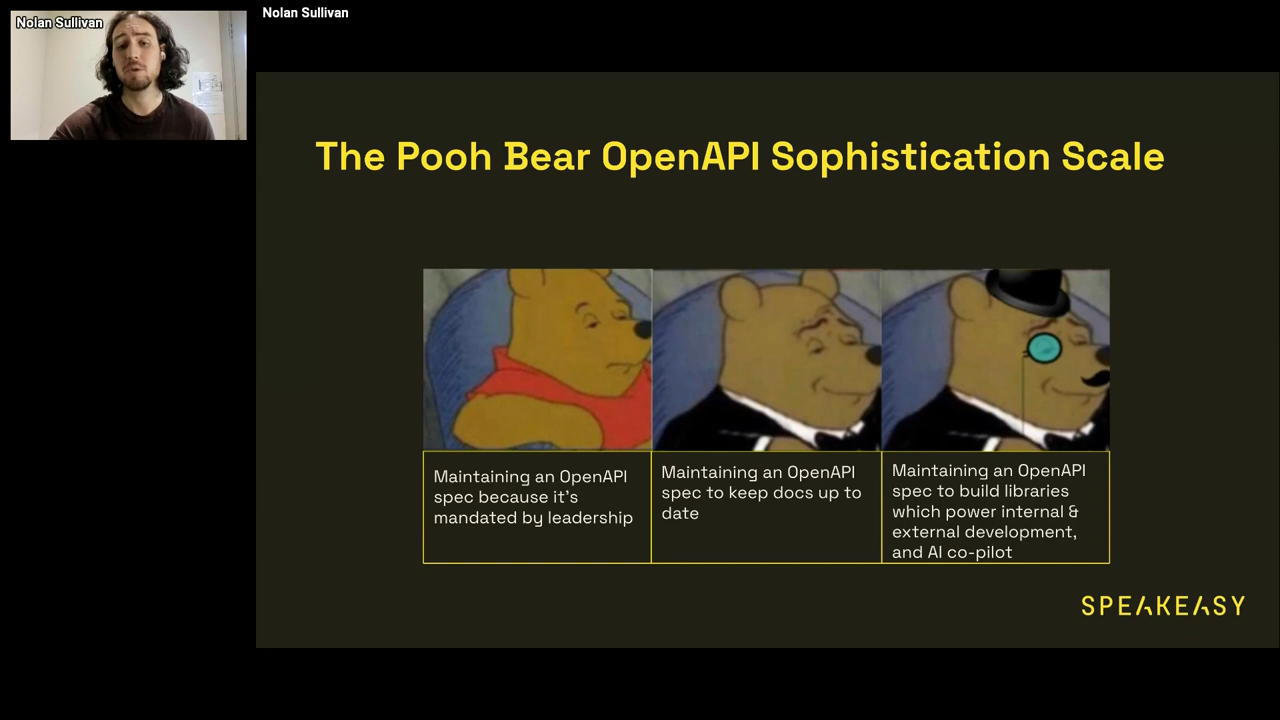 Nolan Sullivan
Nolan Sullivan
The Pooh Bear OpenAPI Sophistication Scale
Maintaining an OpenAPI
spec because it's
mandated by leadership
Maintaining an OpenAPI
spec to keep docs up to
date
Maintaining an OpenAPI
spec to build libraries
which power internal &
external development,
and AI co-pilot
SPEAKEASY